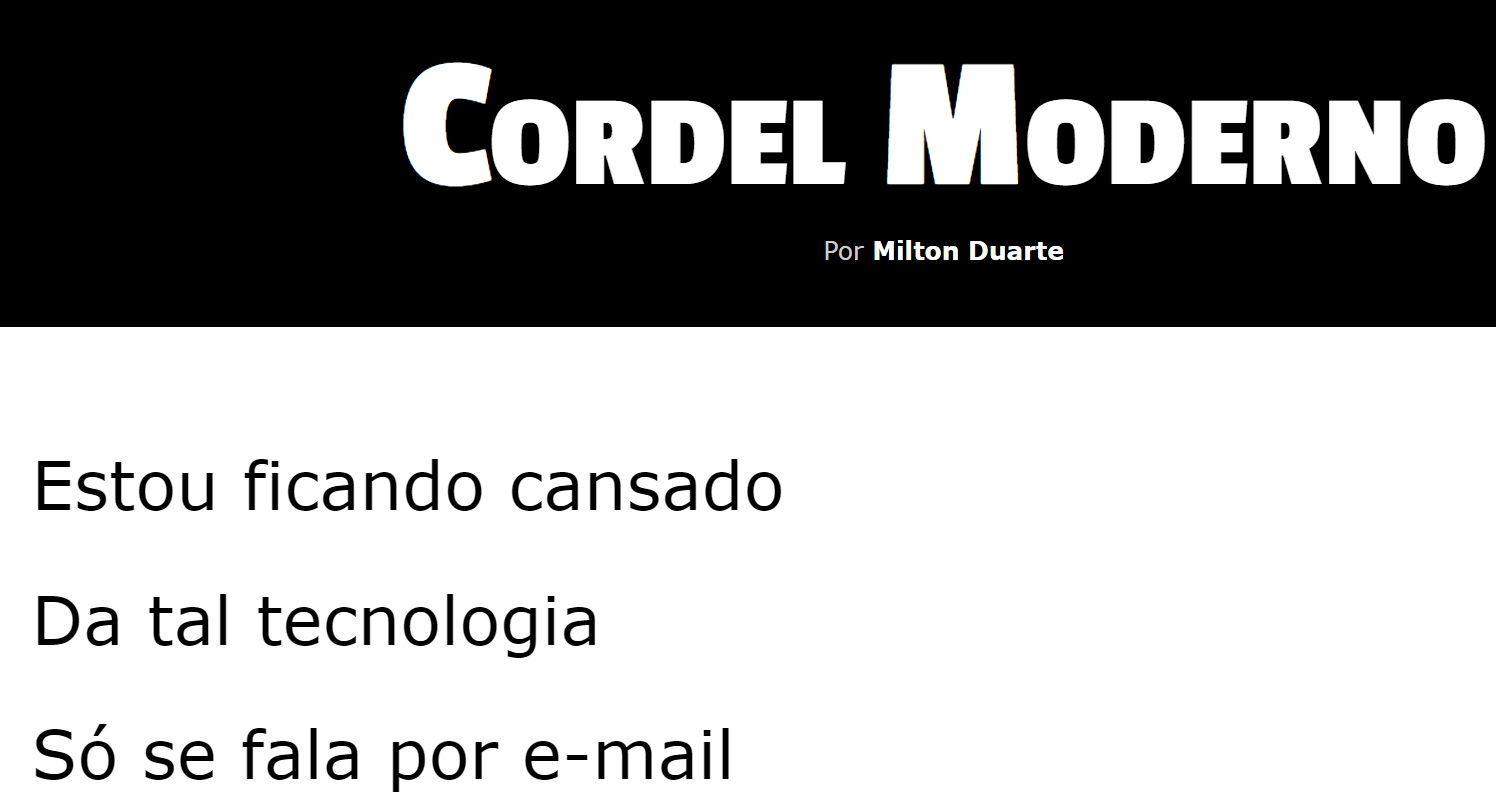 Cordel Moderno
Por Milton Duarte
Estou ficando cansado
Da tal tecnologia
Só se fala por e-mail